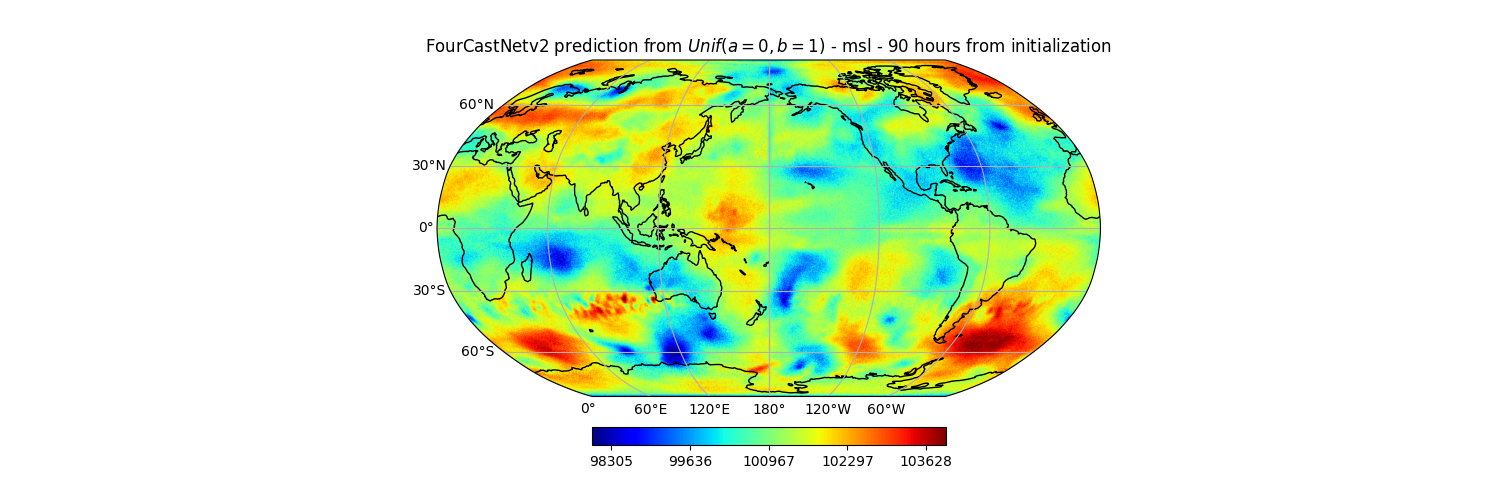 FourCastNetv2 prediction from Unif(a = 0, b = 1) - msl - 90 hours from initialization
60°N
30°N
0°
30°S
60°S
0° 60°E 120°E 180° 120°W 60°W
98305 99636 100967 102297 103628